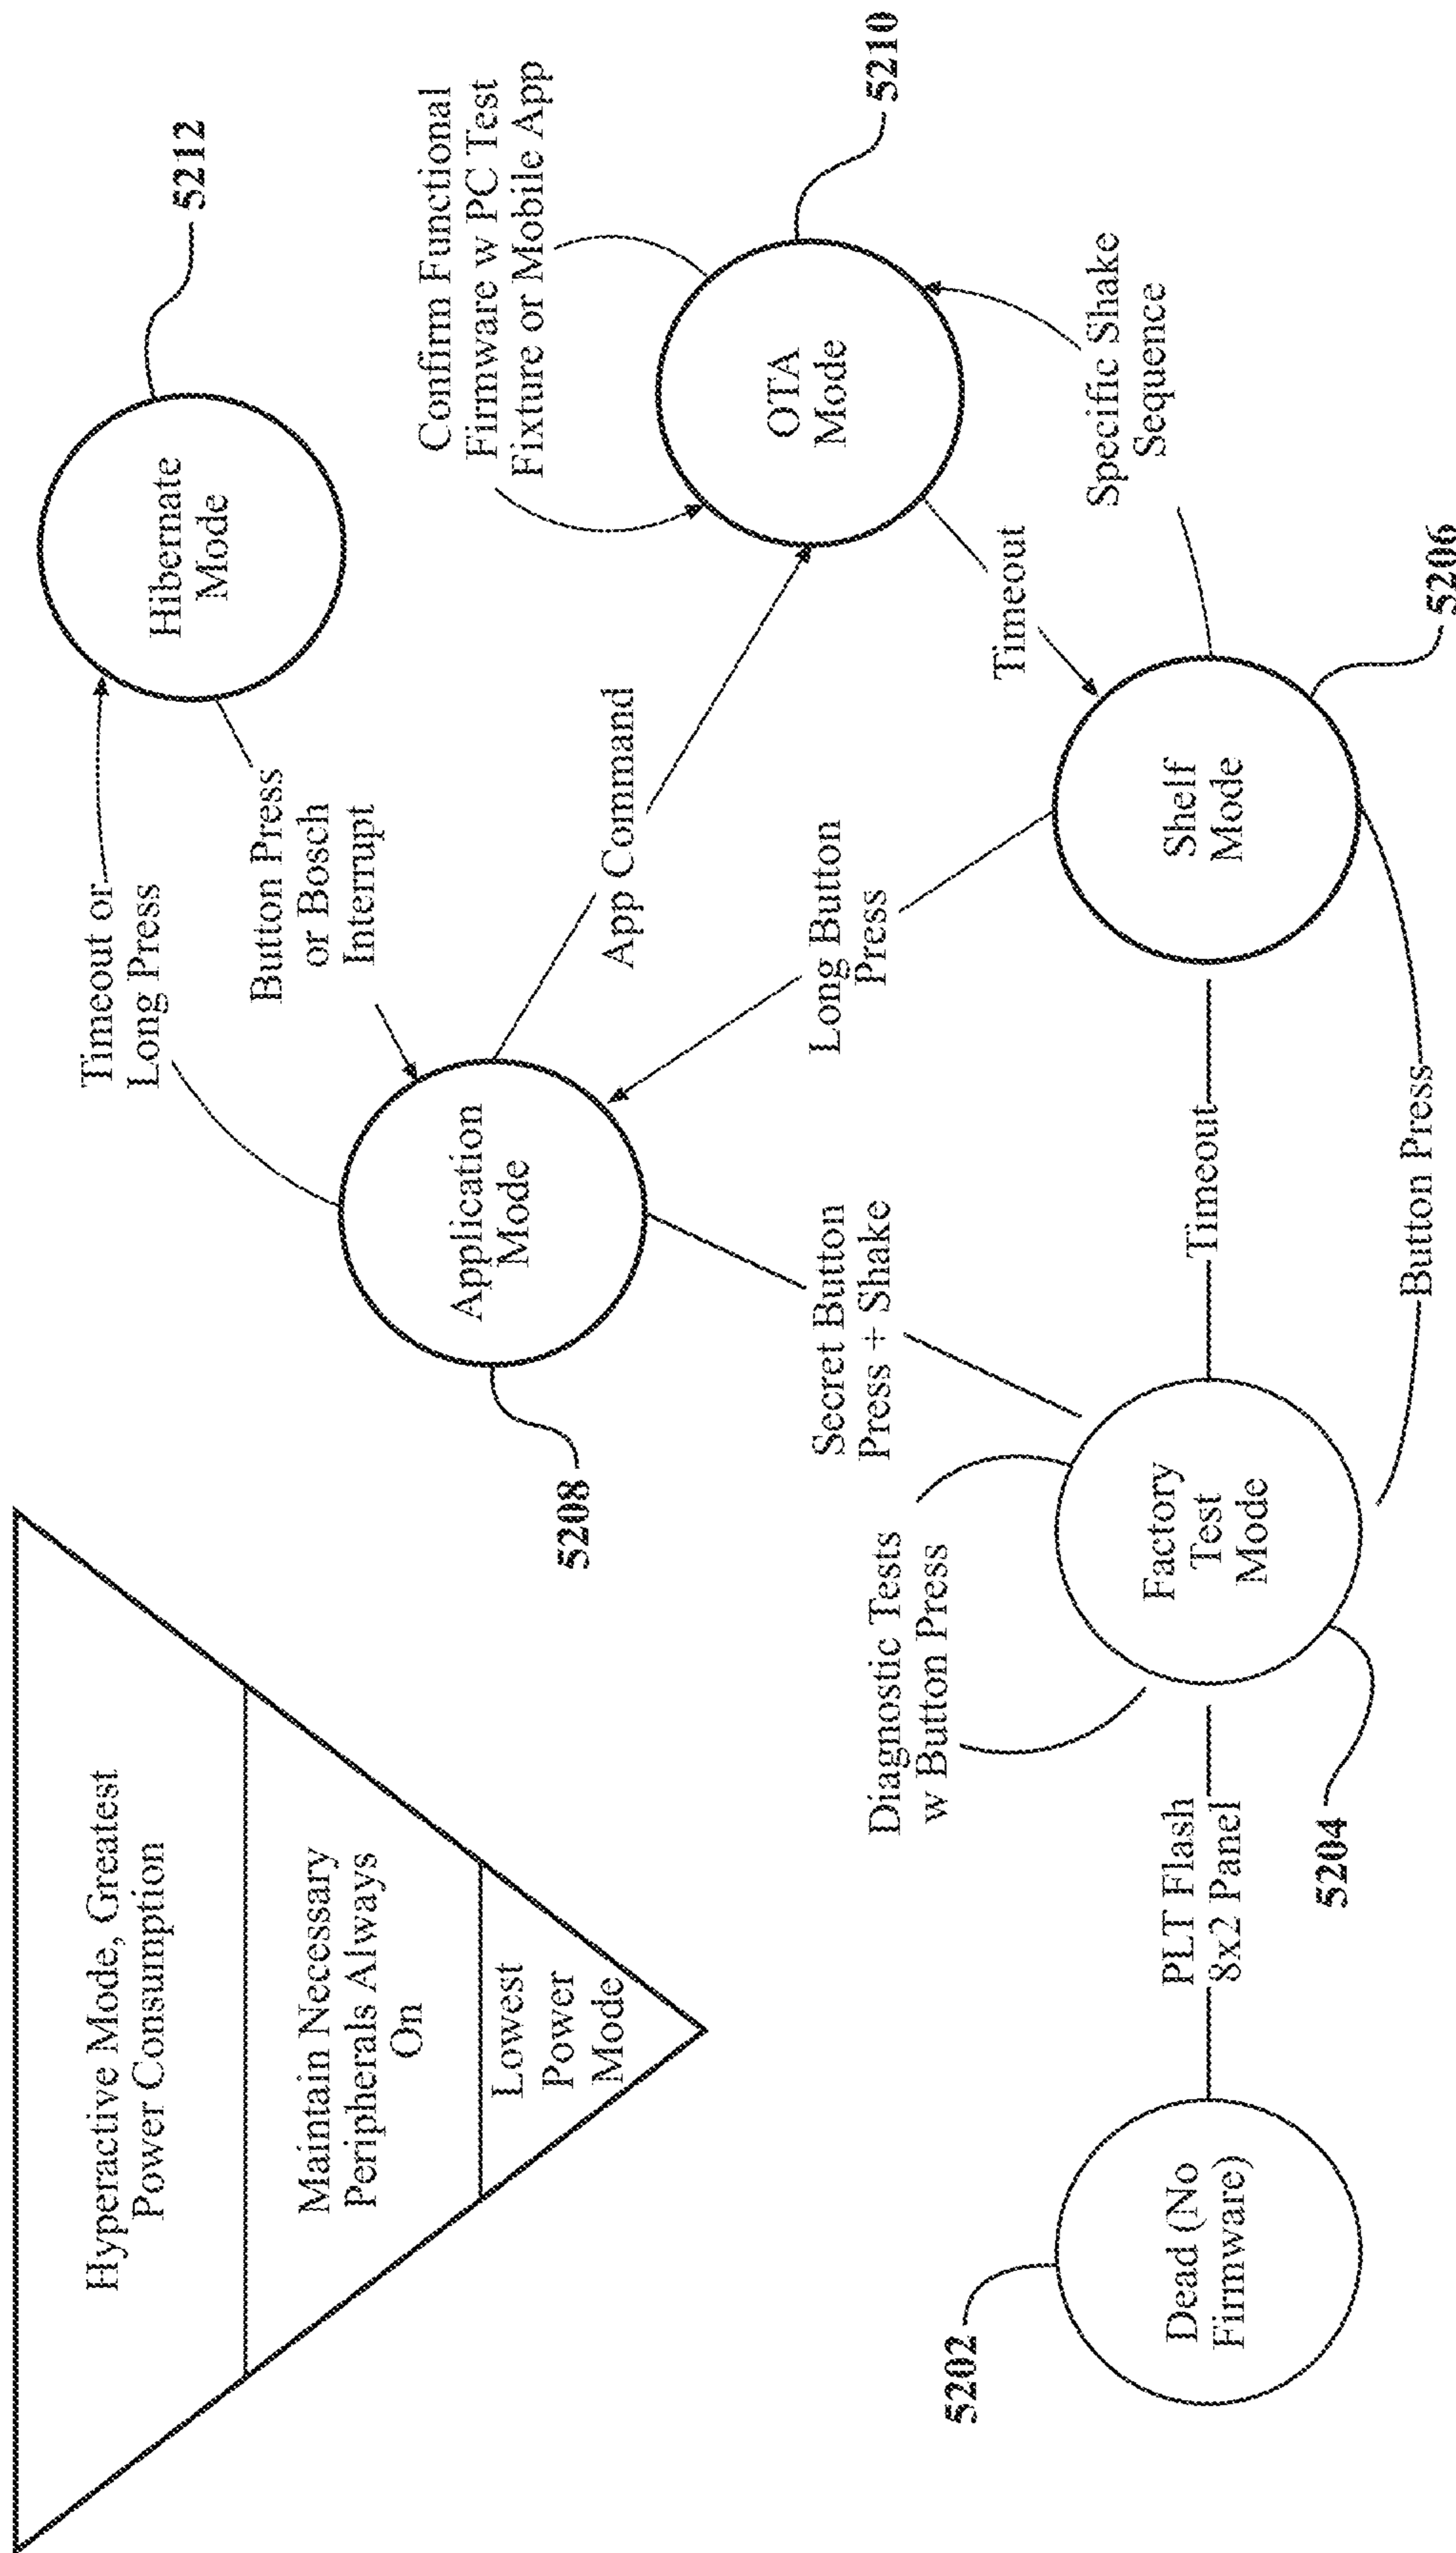 Hyperactive Mode, Greatest
Power Consumption
Maintain Necessary
Peripherals Always
On
Lowest
Power
Mode
Timeout or
Long Press
Hibernate
Mode
5212
Button Press
or Bosch
Interrupt
Confirm Functional
Firmware w PC Test
Fixture or Mobile App
Application
Mode
5208
App Command
OTA
Mode
5210
Secret Button
Press + Shake
Long Button
Press
Timeout
Specific Shake
Sequence
Diagnostic Tests
w Button Press
5202
Dead (No
Firmware)
PLT Flash
8x2 Panel
Factory
Test
Mode
5204
Timeout
Shelf
Mode
5206
Button Press